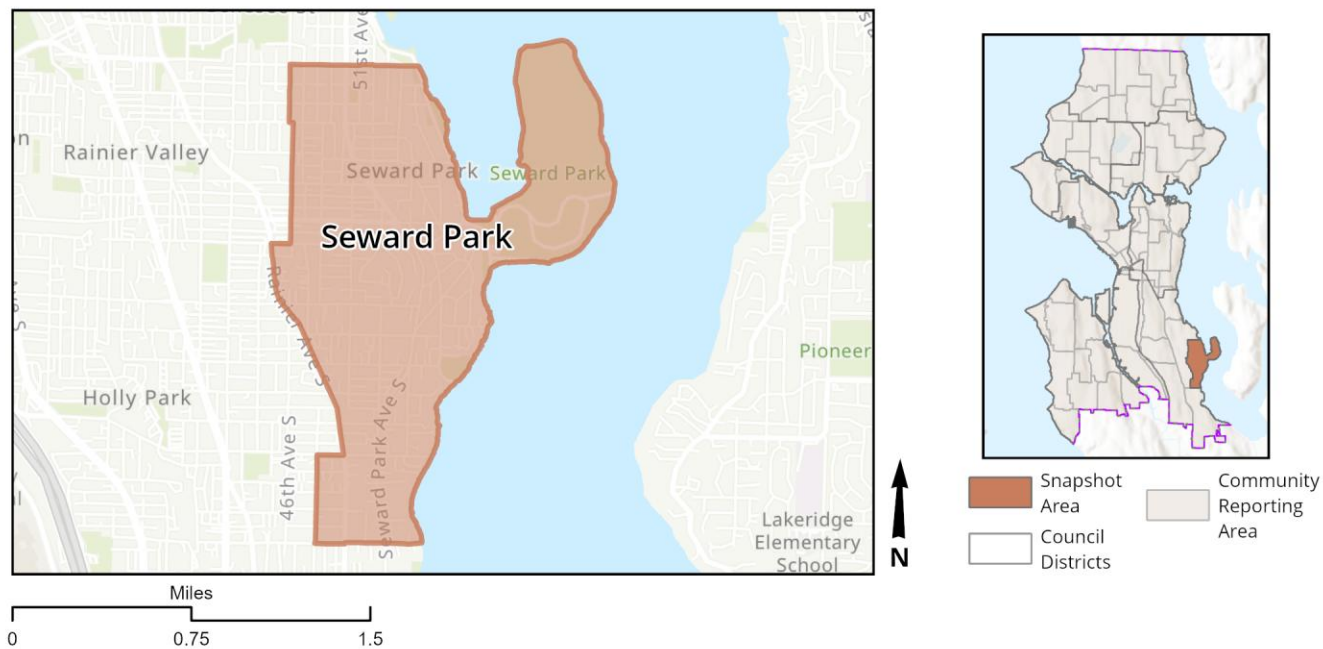 51st Ave
Rainier Valley
Seward Park
Seward Park
Seward Park
Rainier Ave S
Holly Park
46th Ave S
Seward Park Ave S
Pioneer
Lakeridge
Elementary
School
N
Miles
0
0.75
1.5
Snapshot
Area
Council
Districts
Community
Reporting
Area